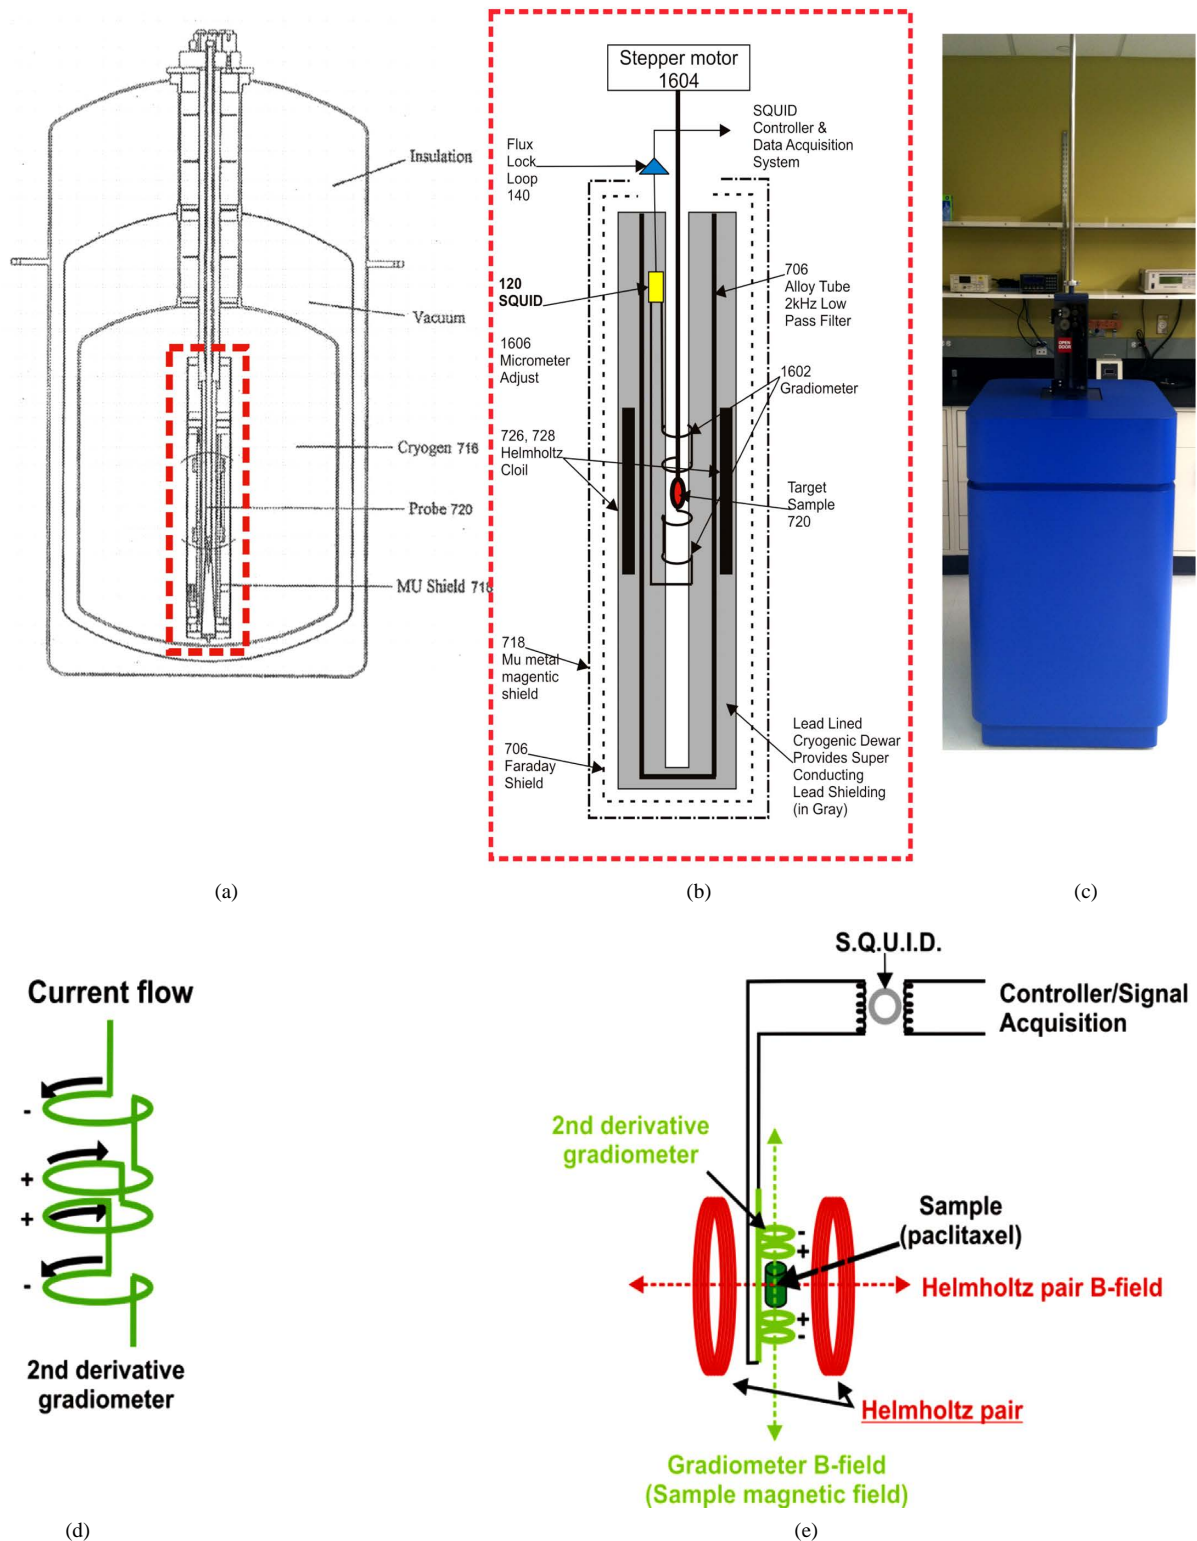 Insulation
Vacuum
Cryogen 716
Probe 720
MU Shield 718
Stepper motor
1604
SQUID
Controller &
Data Acquisition
System
Flux
Lock
Loop
140
120
SQUID
1606
Micrometer
Adjust
706
Alloy Tube
2kHz Low
Pass Filter
1602
Gradiometer
726, 728
Helmholtz
Cloil
Target
Sample
720
718
Mu metal
magentic
shield
706
Faraday
Shield
Lead Lined
Cryogenic Dewar
Provides Super
Conducting
Lead Shielding
(in Gray)
OPEN
DOOR
(a)
(b)
(c)
Current flow
-
+
+
-
2nd derivative
gradiometer
(d)
S.Q.U.I.D.
Controller/Signal
Acquisition
2nd derivative
gradiometer
Sample
(paclitaxel)
-
+
+
-
Helmholtz pair B-field
Helmholtz pair
Gradiometer B-field
(Sample magnetic field)
(e)